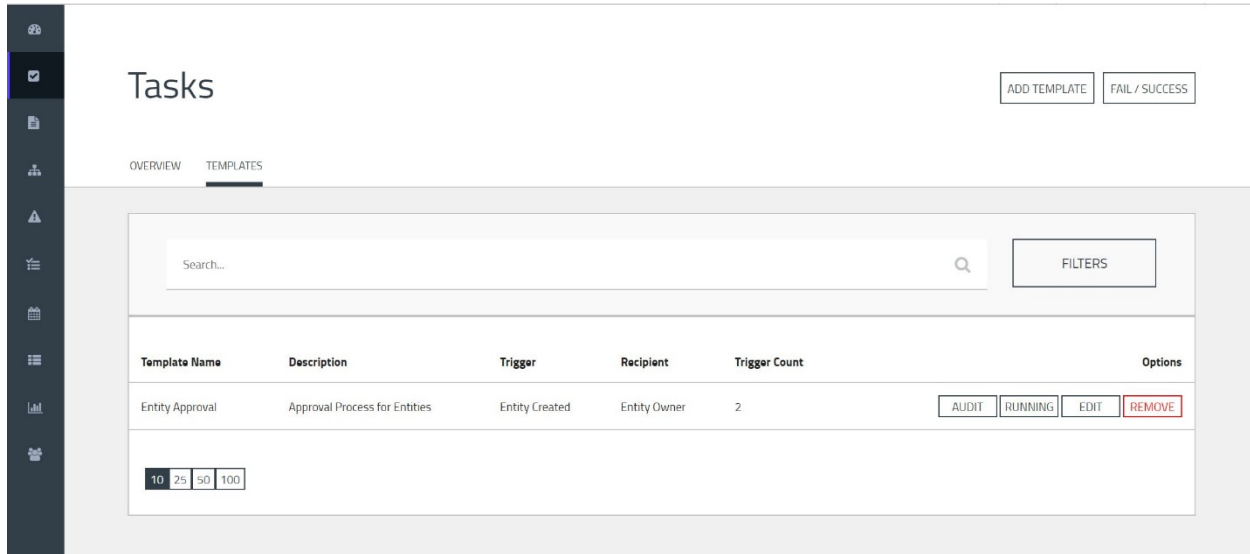 Tasks
ADD TEMPLATE FAIL / SUCCESS
OVERVIEW TEMPLATES
Search... FILTERS
Template Name Description Trigger Recipient Trigger Count Options
Entity Approval Approval Process for Entities Entity Created Entity Owner 2 AUDIT RUNNING EDIT REMOVE
10 25 50 100